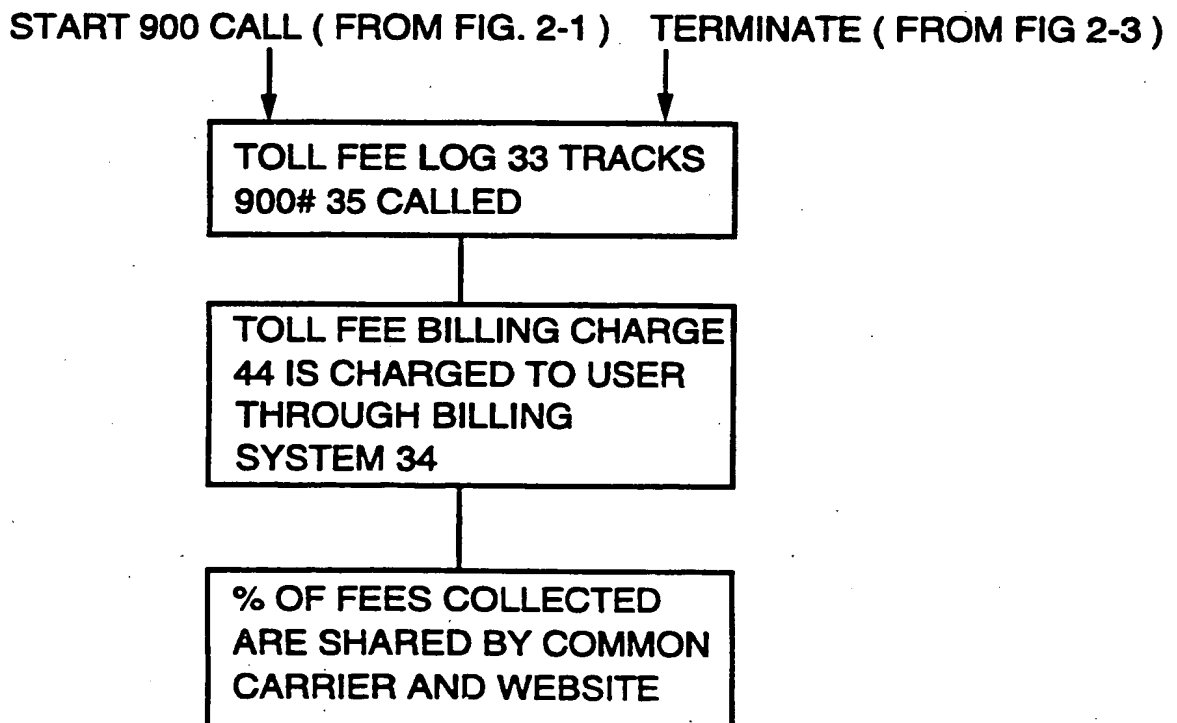 START 900 CALL ( FROM FIG. 2-1 ) TERMINATE ( FROM FIG 2-3 )
TOLL FEE LOG 33 TRACKS
900# 35 CALLED
TOLL FEE BILLING CHARGE
44 IS CHARGED TO USER
THROUGH BILLING
SYSTEM 34
% OF FEES COLLECTED
ARE SHARED BY COMMON
CARRIER AND WEBSITE